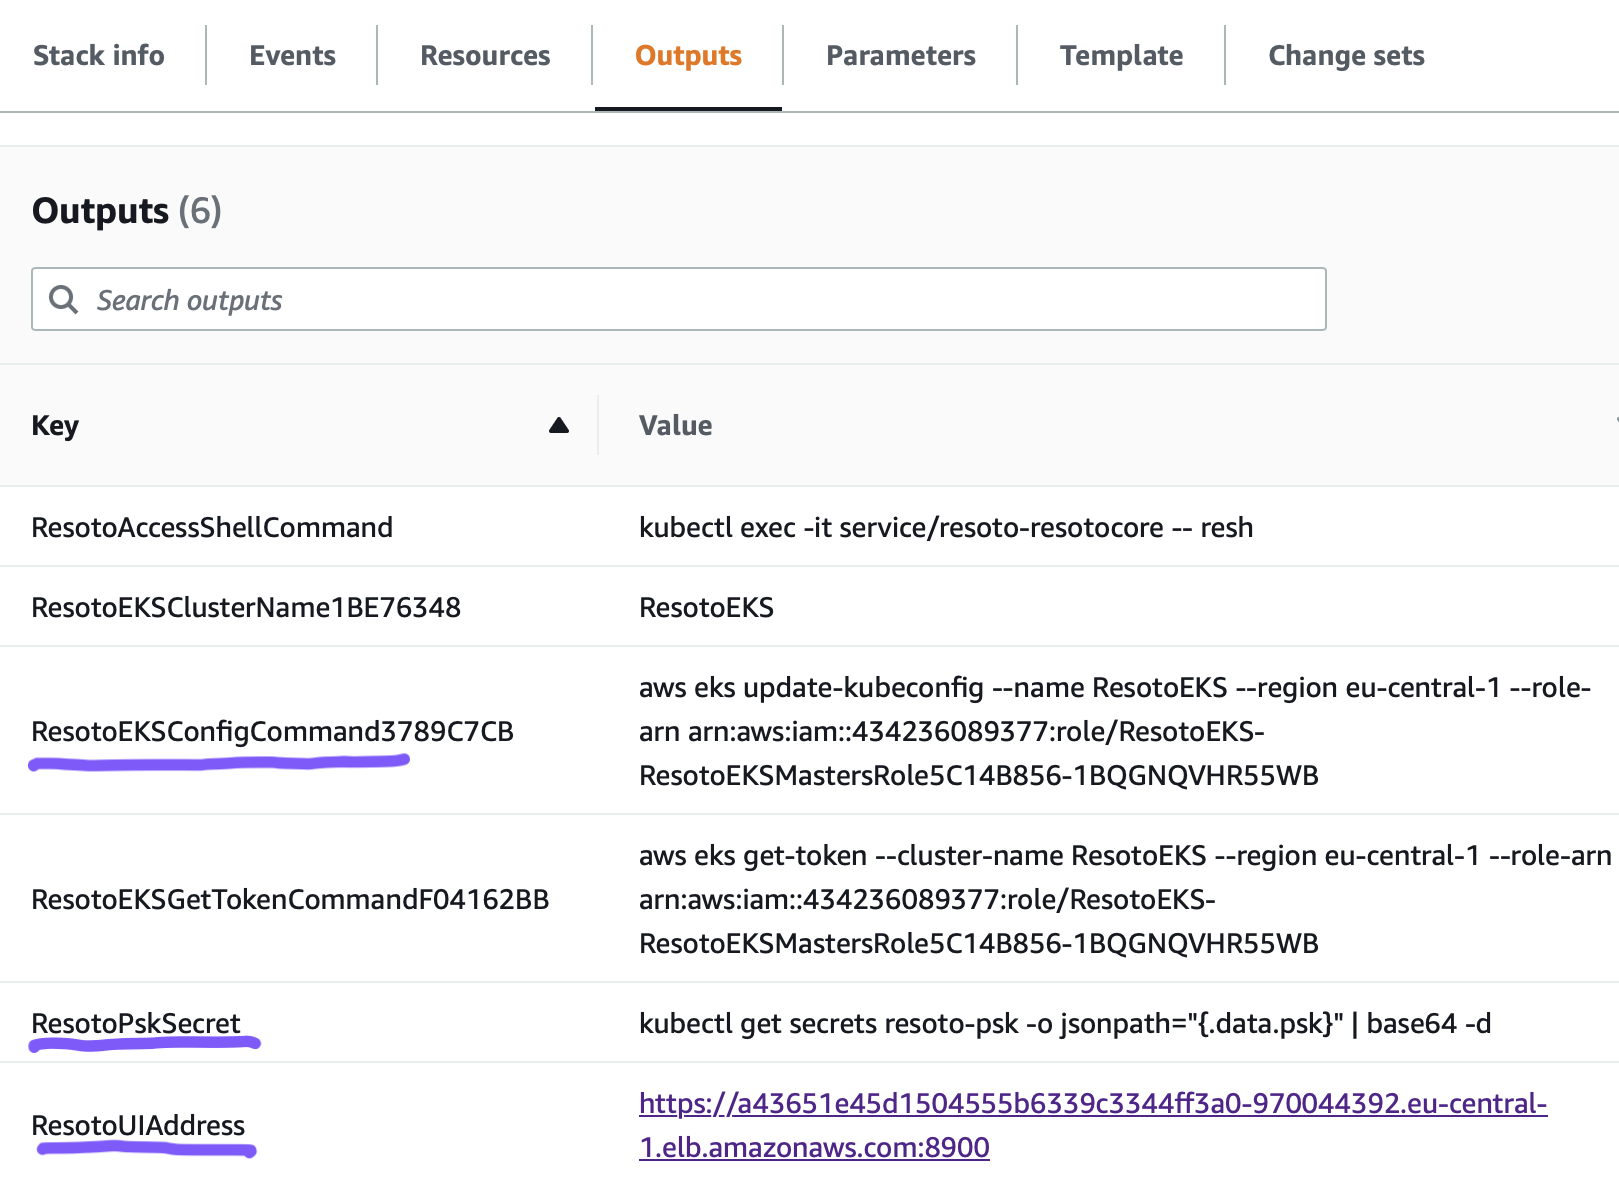 Stack info Events Resources Outputs Parameters Template Change sets
Outputs (6)
Search outputs
Key Value
ResotoAccessShellCommand kubectl exec -it service/resoto-resotocore -- resh
ResotoEKSClusterName1BE76348 ResotoEKS
aws eks update-kubeconfig --name ResotoEKS --region eu-central-1 --role-
ResotoEKSConfigCommand3789C7CB arn arn:aws:iam::434236089377:role/ResotoEKS-
ResotoEKSMastersRole5C14B856-1BQGNQVHR55WB
aws eks get-token --cluster-name ResotoEKS --region eu-central-1 --role-arn
ResotoEKSGetTokenCommandF04162BB arn:aws:iam::434236089377:role/ResotoEKS-
ResotoEKSMastersRole5C14B856-1BQGNQVHR55WB
ResotoPskSecret kubectl get secrets resoto-psk -o jsonpath="{.data.psk}" | base64 -d
https://a43651e45d1504555b6339c3344ff3a0-970044392.eu-central-
ResotoUIAddress
1.elb.amazonaws.com:8900